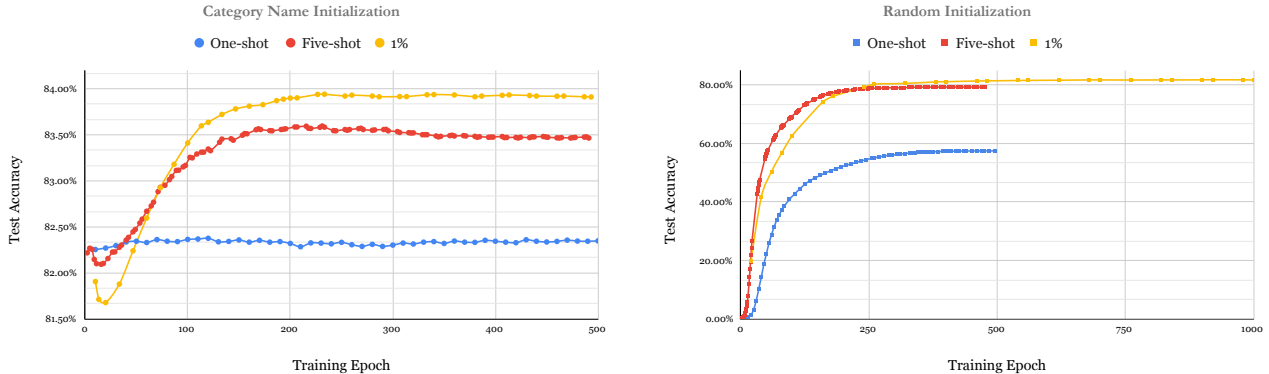 Category Name Initialization
One-shot Five-shot 1%
84.00%
83.50%
83.00%
82.50%
82.00%
81.50%
Test Accuracy
0 100 200 300 400 500
Training Epoch
Random Initialization
One-shot Five-shot 1%
80.00%
60.00%
40.00%
20.00%
0.00%
Test Accuracy
0 250 500 750 1000
Training Epoch